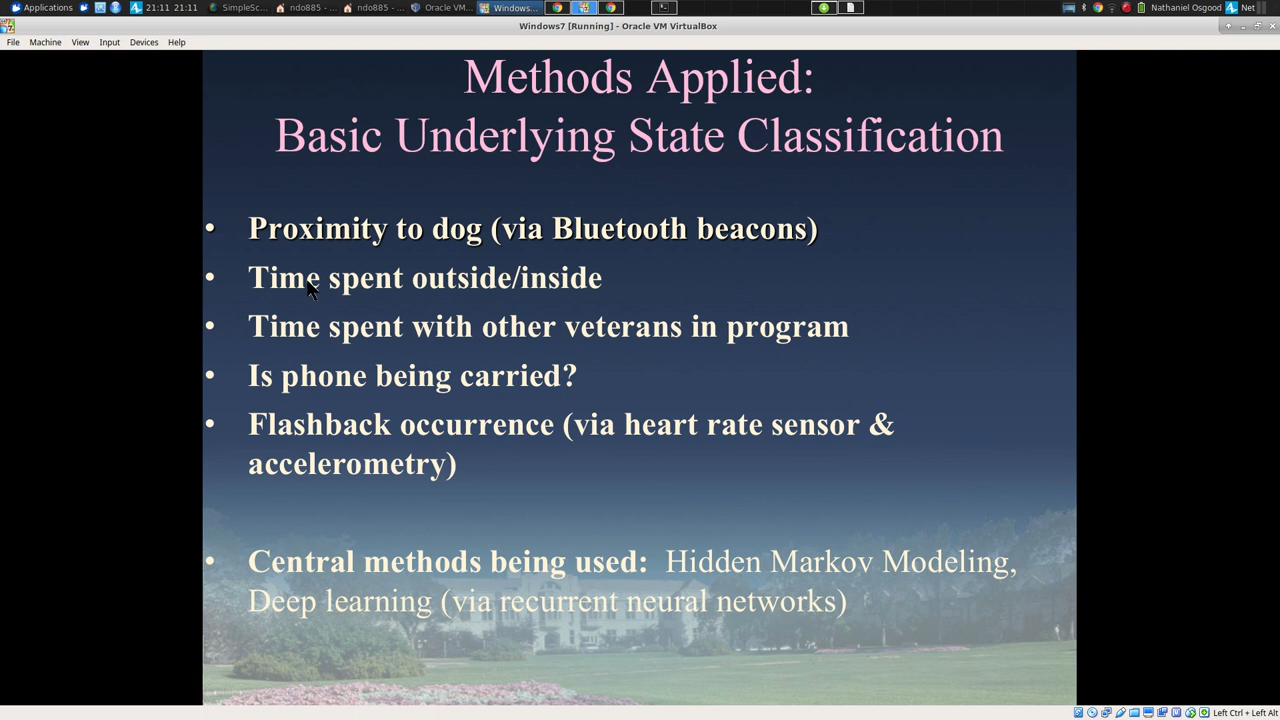 Applications 21:11 21:11 SimpleSc... ndo885 - ... ndo885 - ... Oracle VM... Windows... Nathaniel Osgood Net
Windows7 [Running] - Oracle VM VirtualBox
File Machine View Input Devices Help
Methods Applied:
Basic Underlying State Classification
• Proximity to dog (via Bluetooth beacons)
• Time spent outside/inside
• Time spent with other veterans in program
• Is phone being carried?
• Flashback occurrence (via heart rate sensor &
accelerometry)
• Central methods being used: Hidden Markov Modeling,
Deep learning (via recurrent neural networks)
Left Ctrl + Left Alt